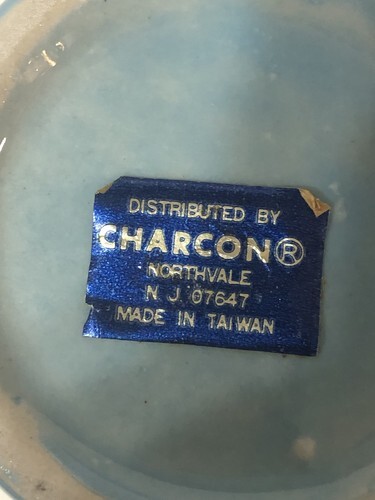 DISTRIBUTED BY
CHARCON®
NORTHVALE
N J 07647
MADE IN TAIWAN